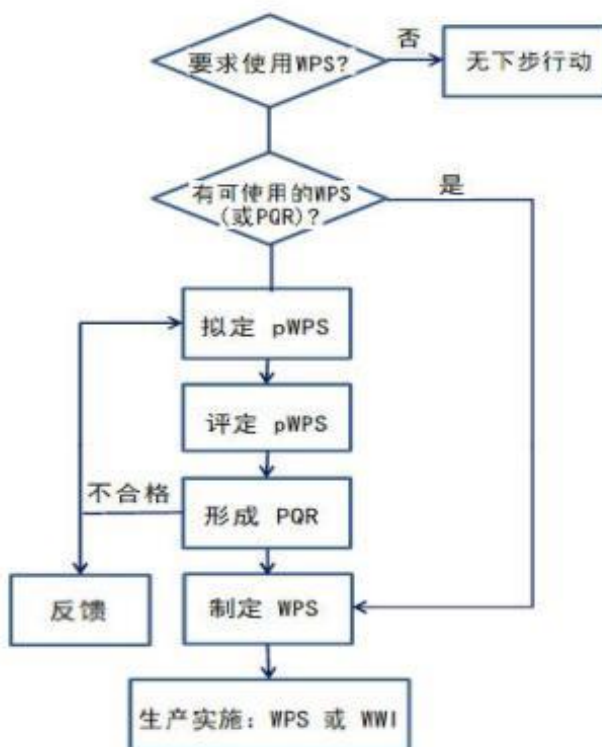 要求使用WPS?
否
无下步行动
有可使用的WPS
(或PQR)?
是
拟定 pWPS
评定 pWPS
不合格
形成 PQR
反馈
制定 WPS
生产实施: WPS 或 WWI